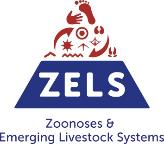 ZELS
Zoonoses &
Emerging Livestock Systems